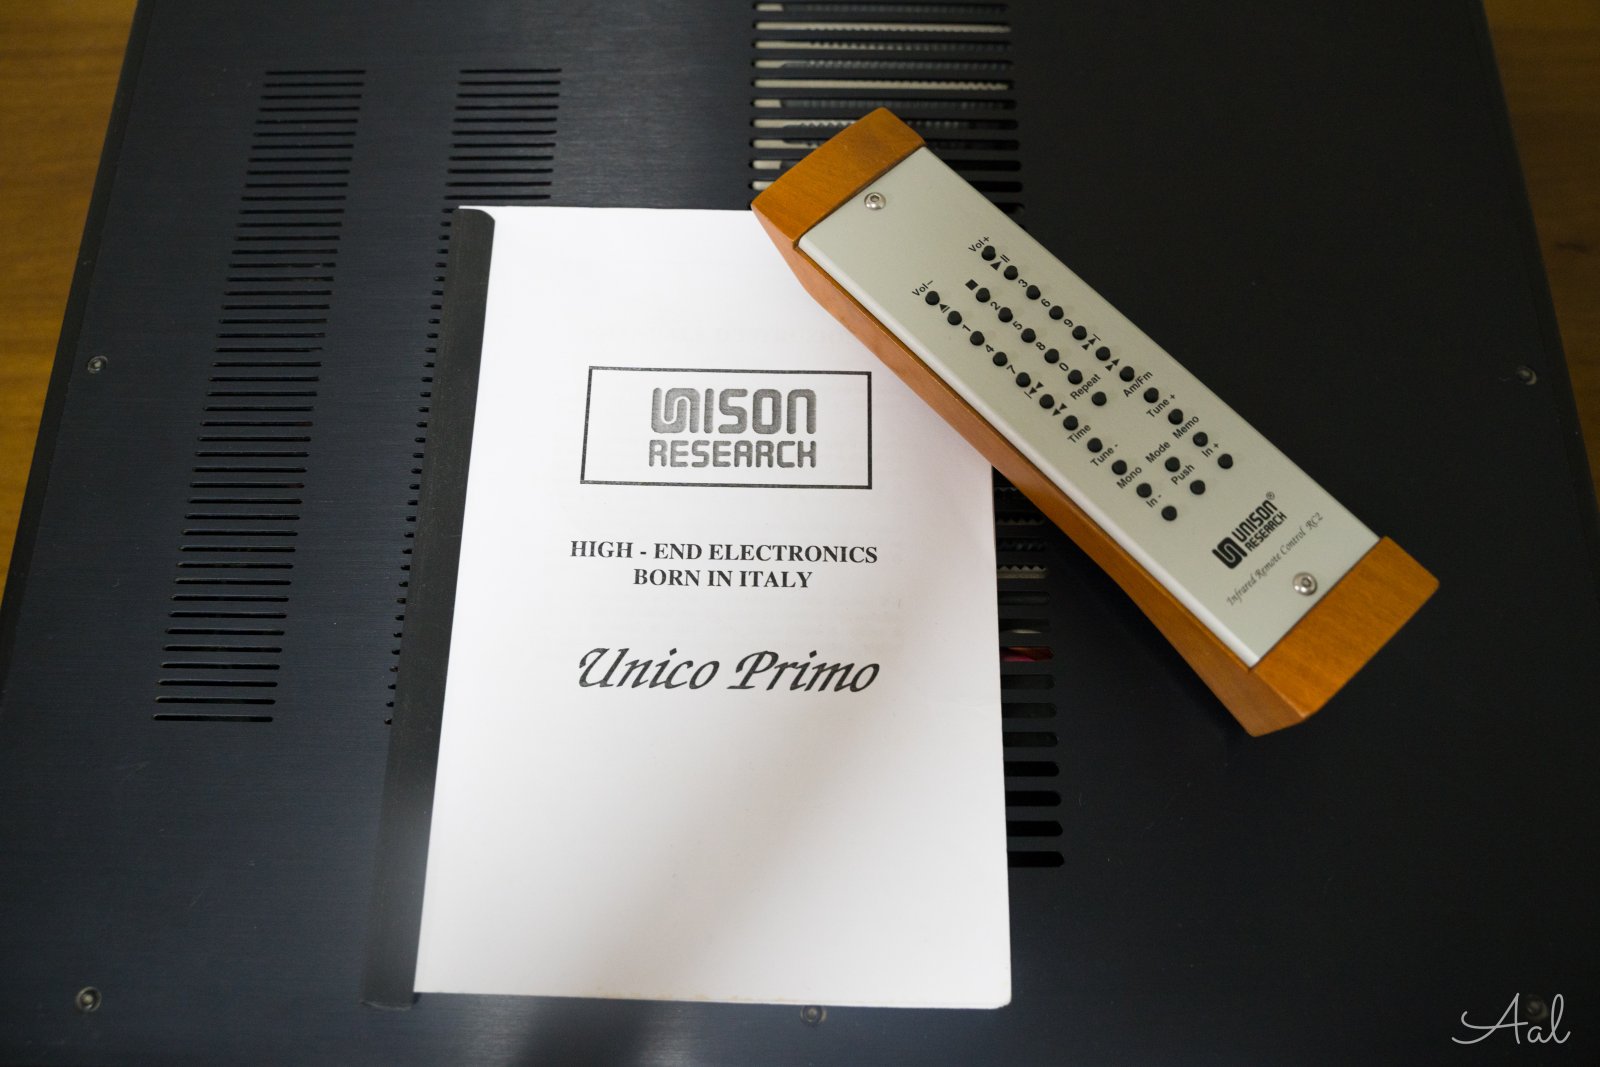 UNISON
RESEARCH
HIGH - END ELECTRONICS
BORN IN ITALY
Unico Primo
Vol+
Vol-
3
6
9
2
5
8
0
1
4
7
Repeat
Am/Fm
Time
Tune +
Tune -
Memo
Mode
Mono
In +
Push
In -
UNISON®
RESEARCH
Infrared Remote Control RC2
Aal